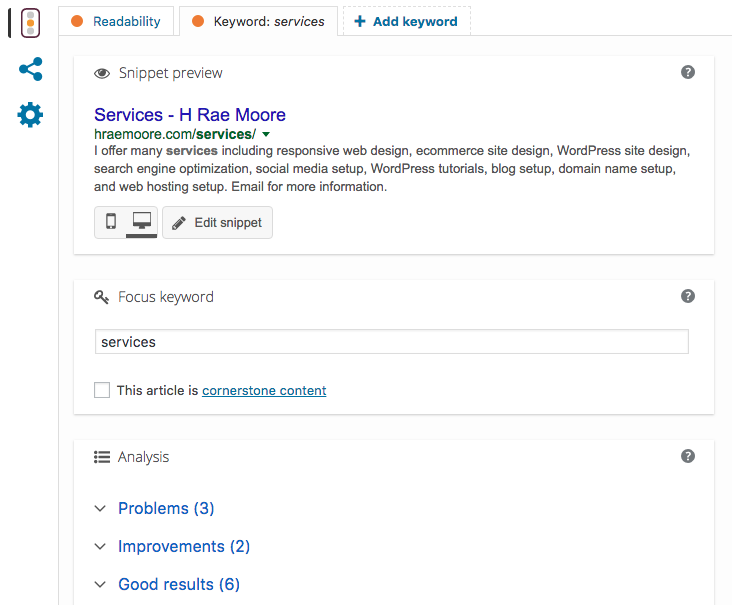 Readability
Keyword: services
+ Add keyword
Snippet preview
?
Services - H Rae Moore
hraemoore.com/services/
I offer many services including responsive web design, ecommerce site design, WordPress site design,
search engine optimization, social media setup, WordPress tutorials, blog setup, domain name setup,
and web hosting setup. Email for more information.
Edit snippet
Focus keyword
?
services
This article is cornerstone content
Analysis
?
Problems (3)
Improvements (2)
Good results (6)